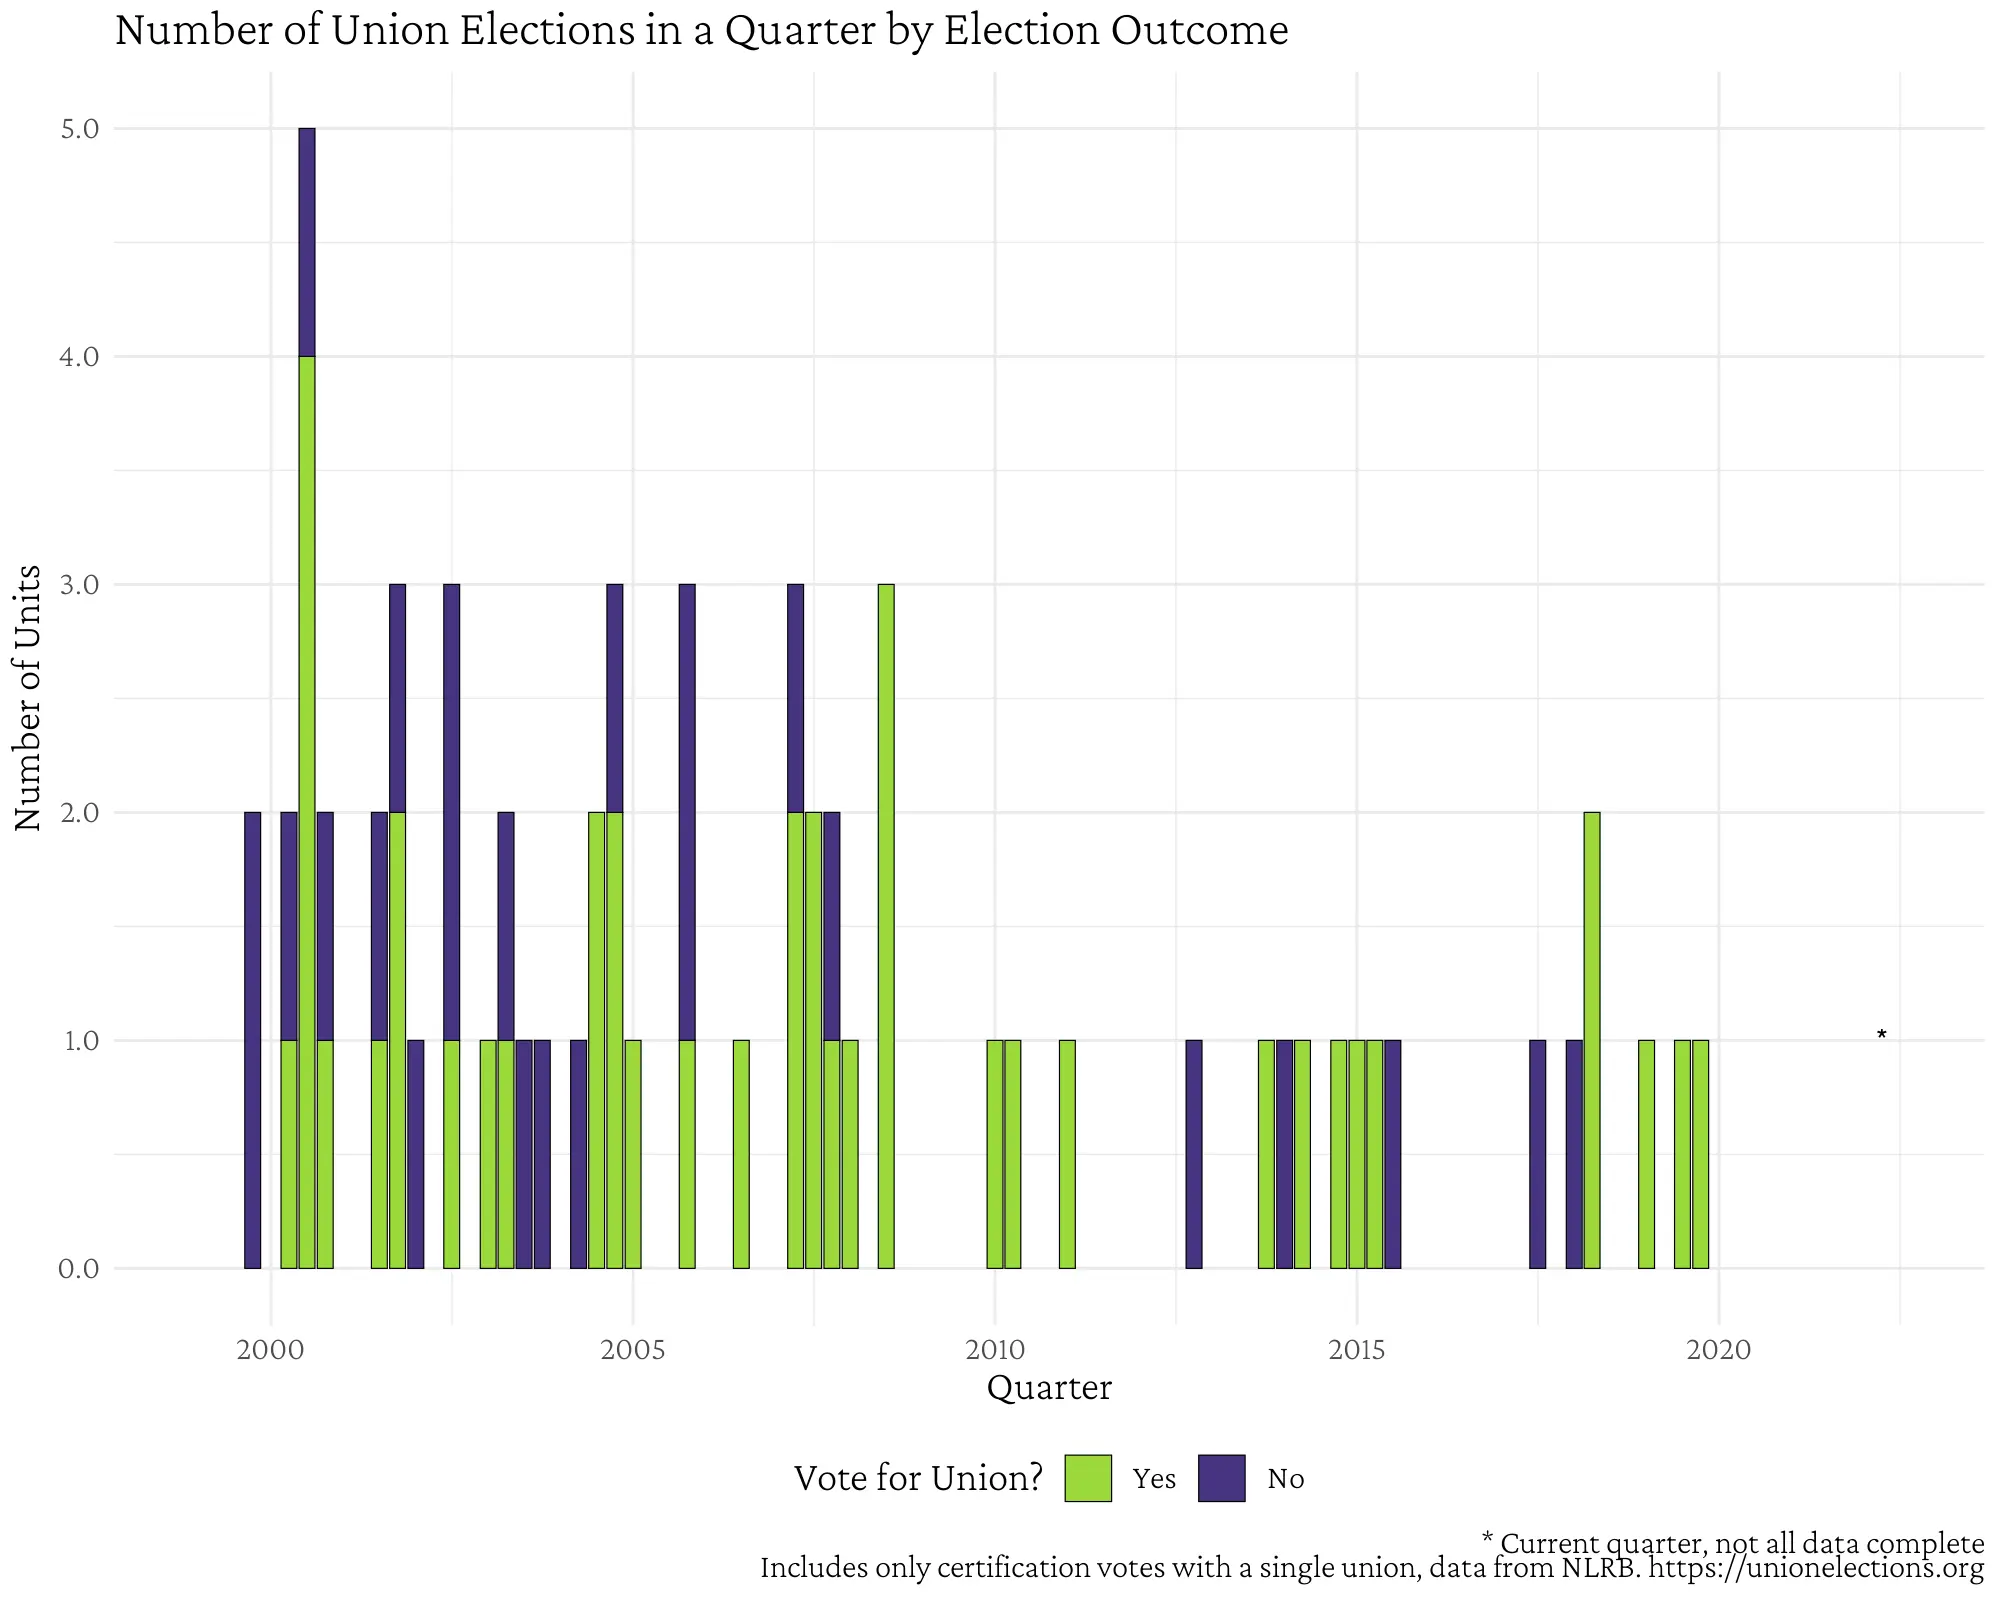 Number of Union Elections in a Quarter by Election Outcome
Number of Units
5.0
4.0
3.0
2.0
1.0
0.0
*
2000 2005 2010 2015 2020
Quarter
Vote for Union? Yes No
* Current quarter, not all data complete
Includes only certification votes with a single union, data from NLRB. https://unionelections.org